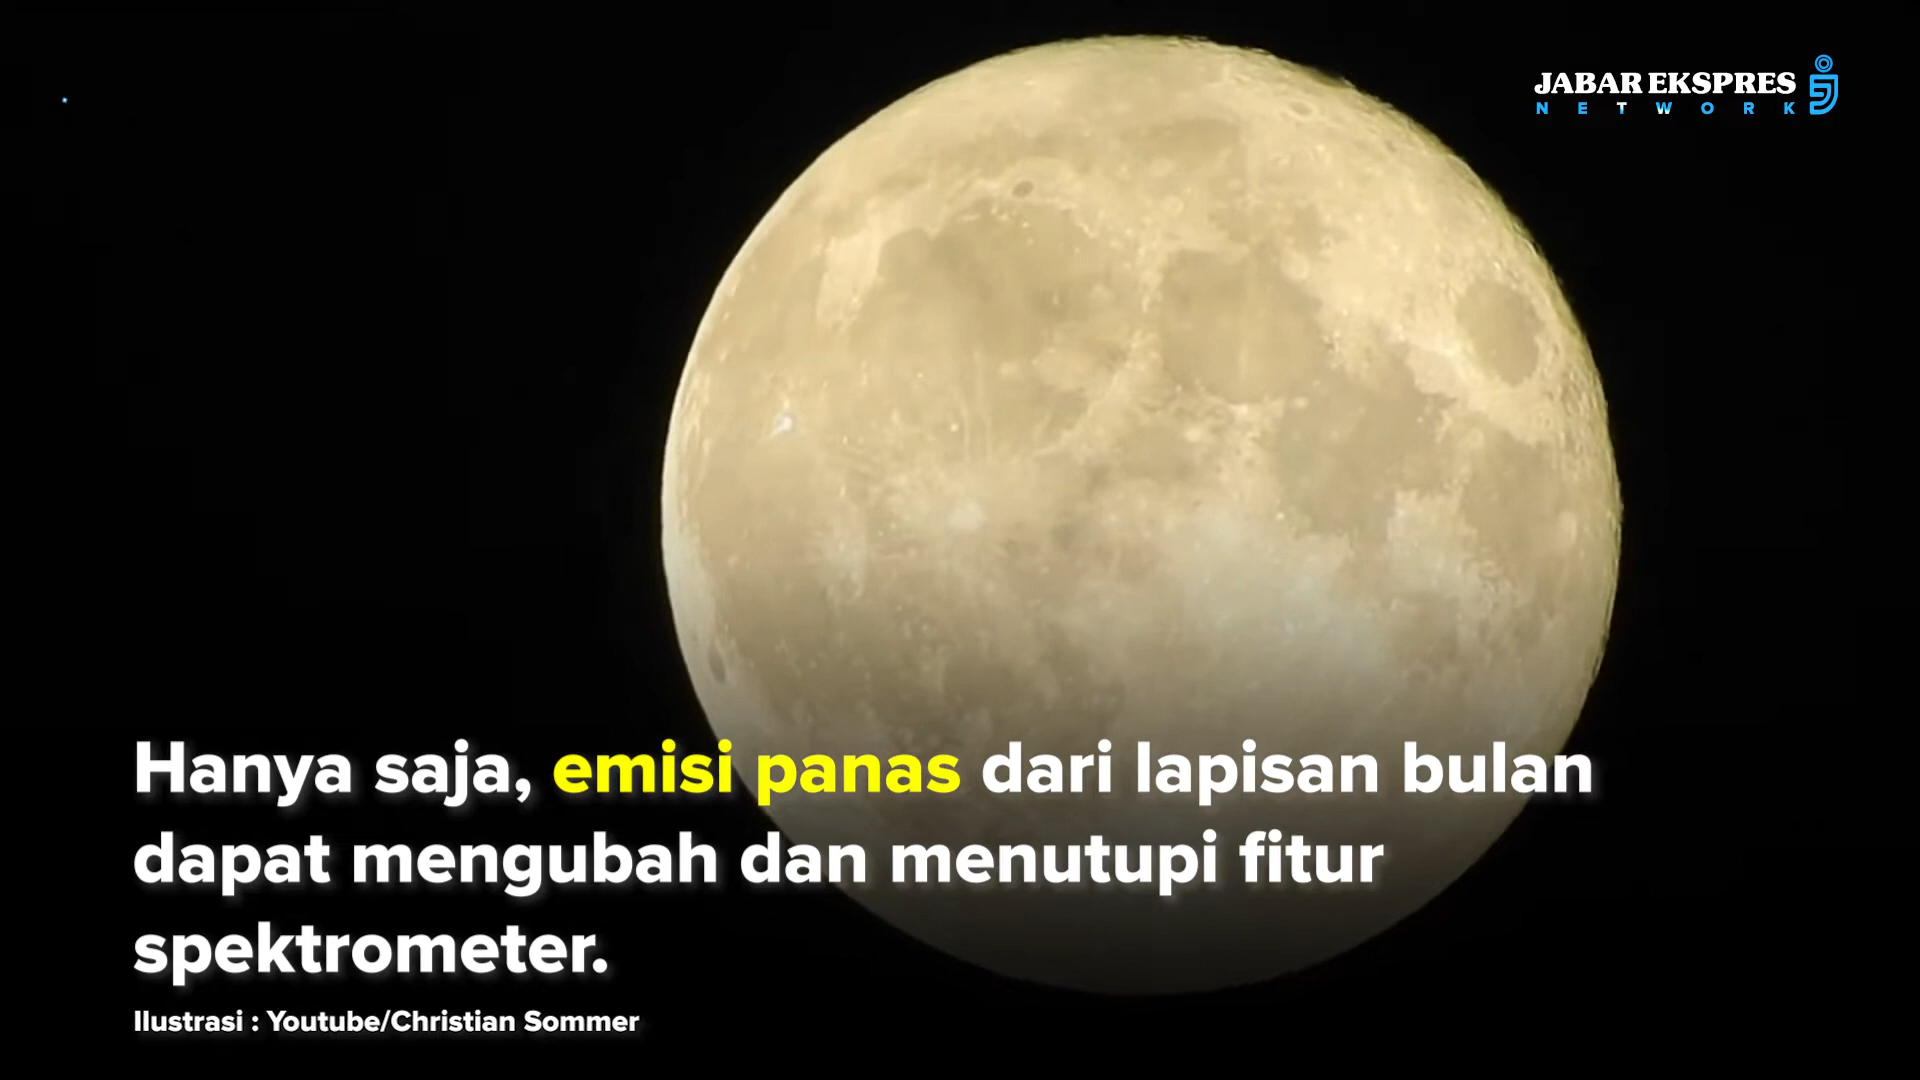 JABAR EKSPRES
NETWORK
Hanya saja, emisi panas dari lapisan bulan
dapat mengubah dan menutupi fitur
spektrometer.
Ilustrasi : Youtube/Christian Sommer